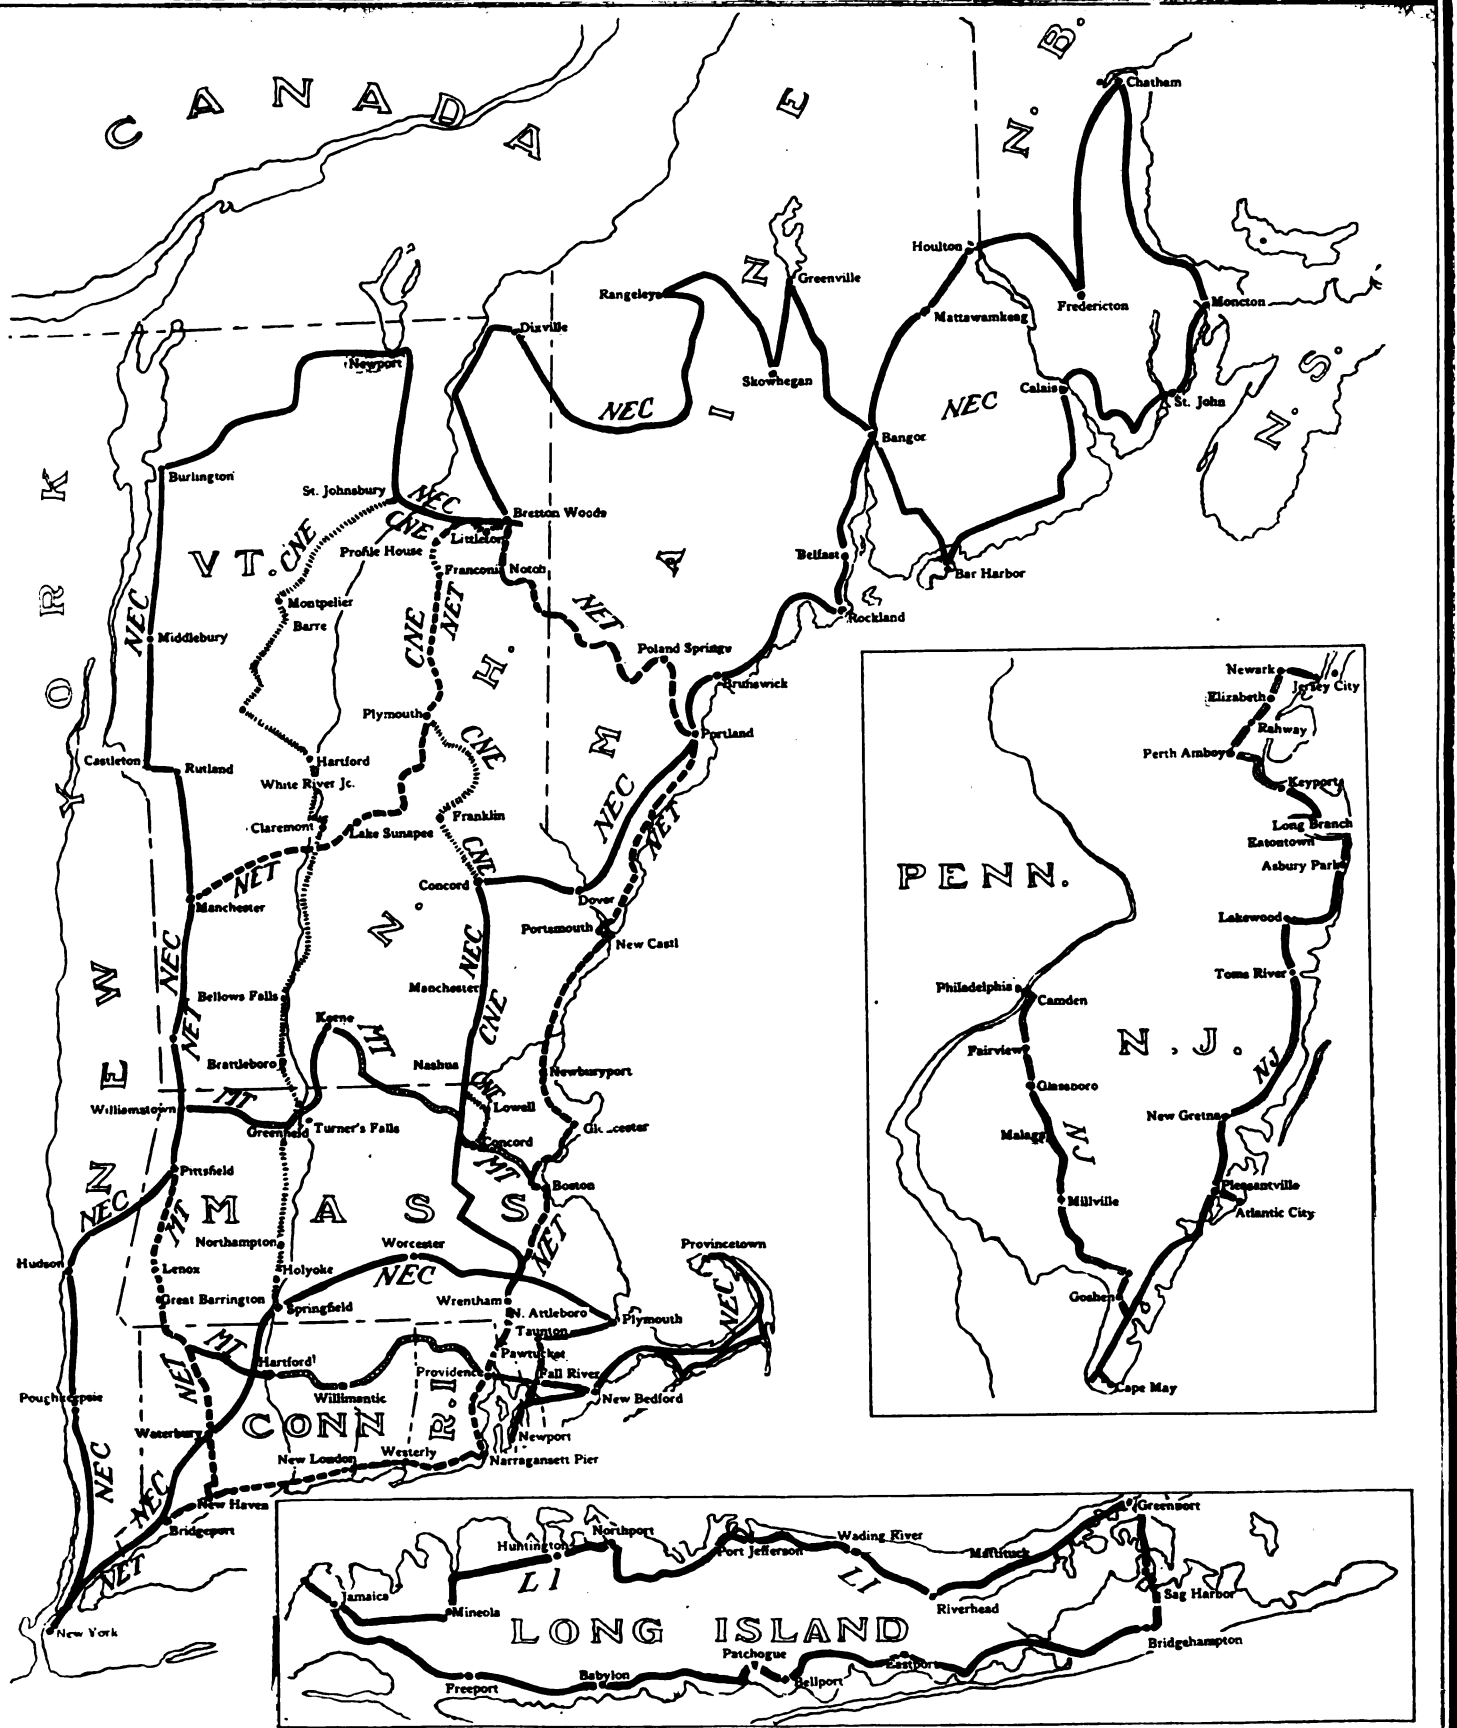 CANADA
N. B.
Chatham
MAINE
Houlton
Greenville
Rangeleys
Fredericton
Moncton
Mattawamkeag
Dixville
Newport
Skowhegan
NEC
Calais
NEC
St. John
N. S.
Bangor
Burlington
St. Johnsbury
NEC
CNE
Bretton Woods
Littleton
CNE
Profile House
VT.
Belfast
Franconia Notch
Bar Harbor
NEW YORK
NEC
Montpelier
Barre
NET
Rockland
Middlebury
CNE
NET
Poland Springs
Brunswick
N. H.
Plymouth
CNE
Portland
Castleton
Rutland
Hartford
White River Jc.
NEC
NET
Claremont
Lake Sunapee
Franklin
CNE
NET
Concord
Dover
Manchester
Portsmouth
New Castl
NEC
NEC
Manchester
Bellows Falls
CNE
NET
Keene
MT
Brattleboro
Nashua
Newburyport
CNE
Lowell
Williamstown
MT
Greenfield
Turner's Falls
Concord
MT
Pittsfield
Boston
NEC
MT
MASS
Northampton
Worcester
NET
Provincetown
Hudson
Lenox
Holyoke
NEC
NEC
Great Barrington
Springfield
Wrentham
N. Attleboro
Plymouth
Taunton
MT
Pawtucket
Hartford
Providence
Fall River
NET
Willimantic
New Bedford
Poughkeepsie
CONN
R.I
Waterbury
Newport
New London
Westerly
Narragansett Pier
NEC
NEC
New Haven
Bridgeport
NET
New York
Newark
Jersey City
Elizabeth
Rahway
Perth Amboy
Keyport
Long Branch
Eatontown
PENN.
Asbury Park
Lakewood
Toms River
Philadelphia
Camden
N.J.
Fairview
NJ
Glassboro
New Gretna
Malaga
NJ
Pleasantville
Millville
Atlantic City
Goshen
Cape May
Greenport
Northport
Huntington
Wading River
Port Jefferson
Mattituck
LI
LI
Jamaica
Mineola
Riverhead
Sag Harbor
LONG ISLAND
Bridgehampton
Patchogue
Eastport
Freeport
Babylon
Bellport